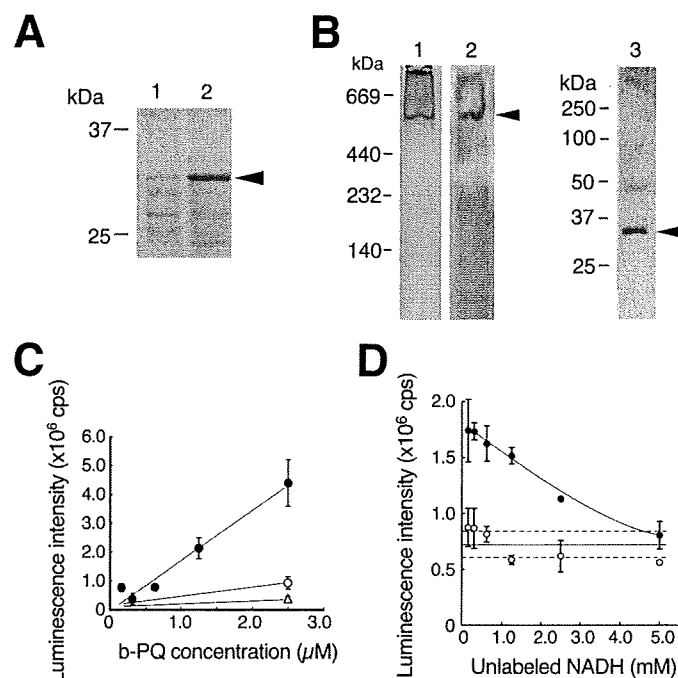 A
kDa
1 2
37
25
B
kDa
1 2
669
440
232
140
3
kDa
250
100
50
37
25
C
Luminescence intensity (x10⁶ cps)
6.0
5.0
4.0
3.0
2.0
1.0
0
1.0 2.0 3.0
b-PQ concentration (μM)
D
Luminescence intensity (x10⁶ cps)
2.0
1.5
1.0
0.5
0
0 1.0 2.0 3.0 4.0 5.0
Unlabeled NADH (mM)